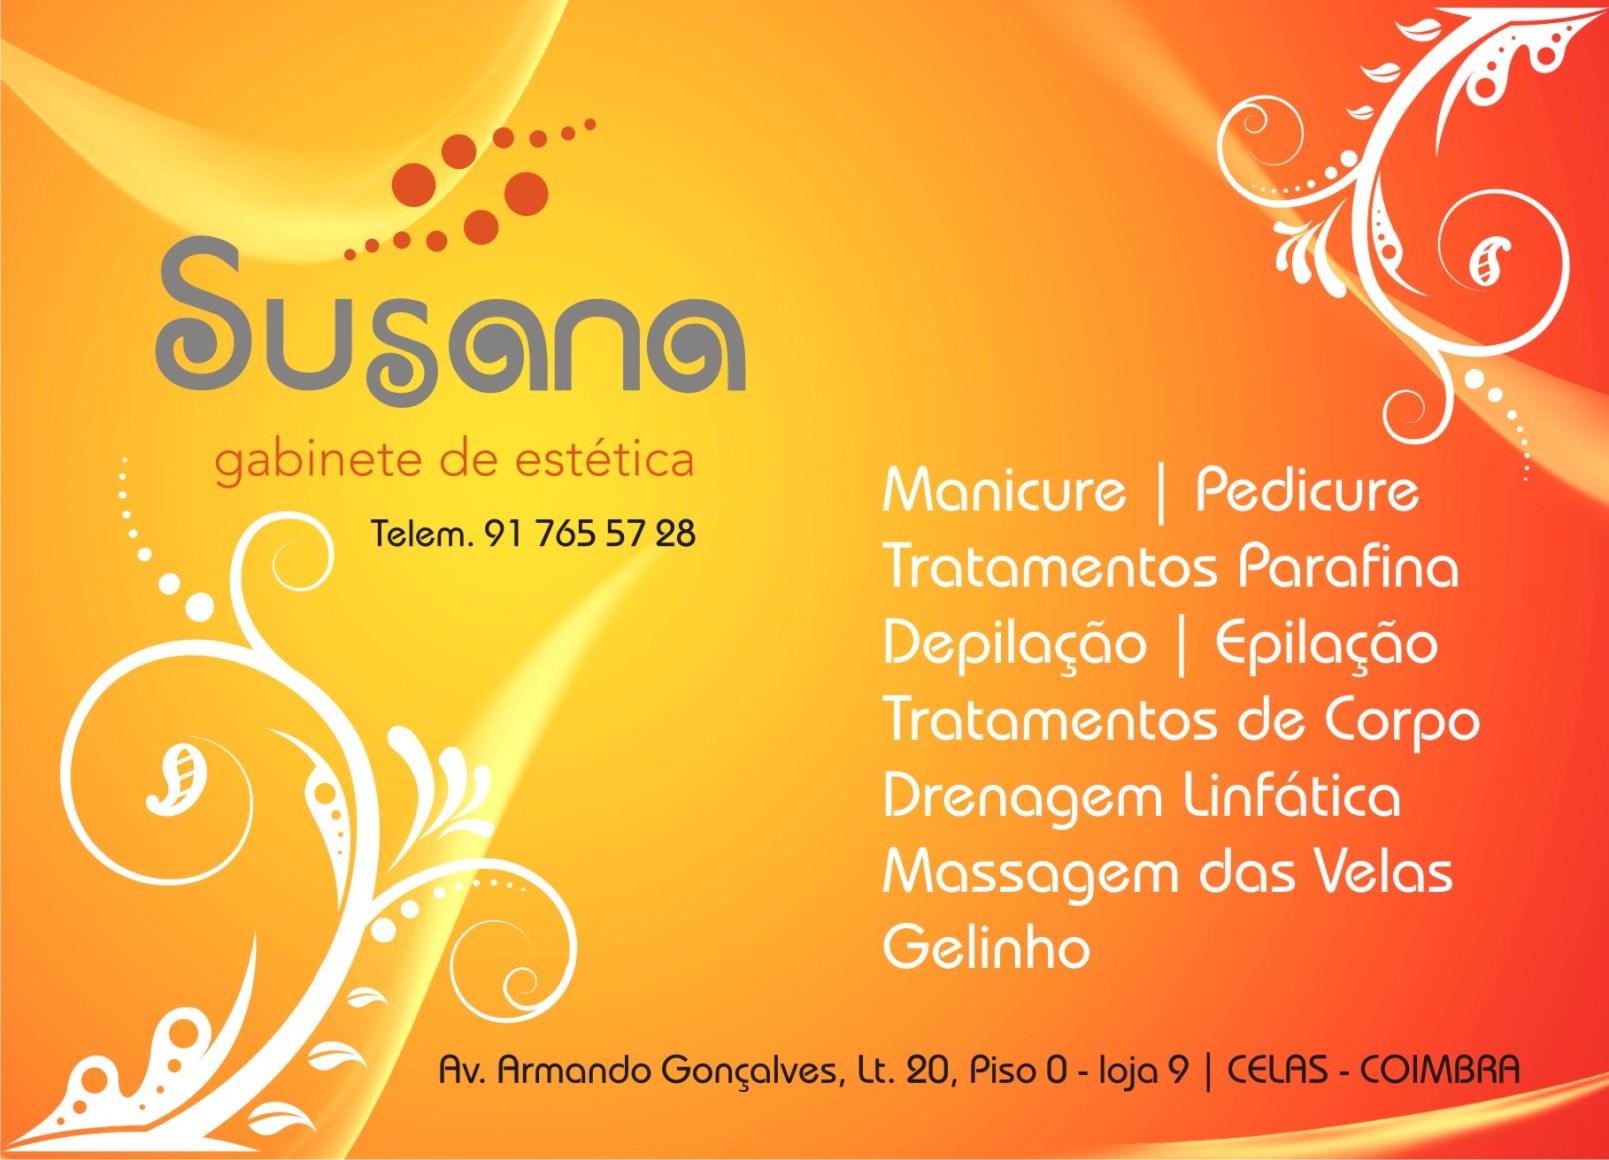 Susana
gabinete de estética
Telem. 91 765 57 28
Manicure | Pedicure
Tratamentos Parafina
Depilação | Epilação
Tratamentos de Corpo
Drenagem Linfática
Massagem das Velas
Gelinho
Av. Armando Gonçalves, Lt. 20, Piso 0 - loja 9 | CELAS - COIMBRA